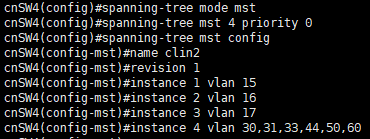 cnSW4(config)#spanning-tree mode mst
cnSW4(config)#spanning-tree mst 4 priority 0
cnSW4(config)#spanning-tree mst config
cnSW4(config-mst)#name clin2
cnSW4(config-mst)#revision 1
cnSW4(config-mst)#instance 1 vlan 15
cnSW4(config-mst)#instance 2 vlan 16
cnSW4(config-mst)#instance 3 vlan 17
cnSW4(config-mst)#instance 4 vlan 30,31,33,44,50,60